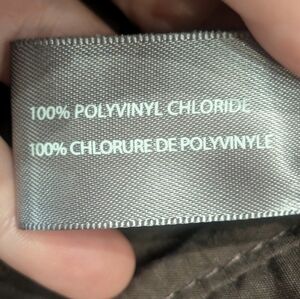 100% POLYVINYL CHLORIDE
100% CHLORURE DE POLYVINYLE